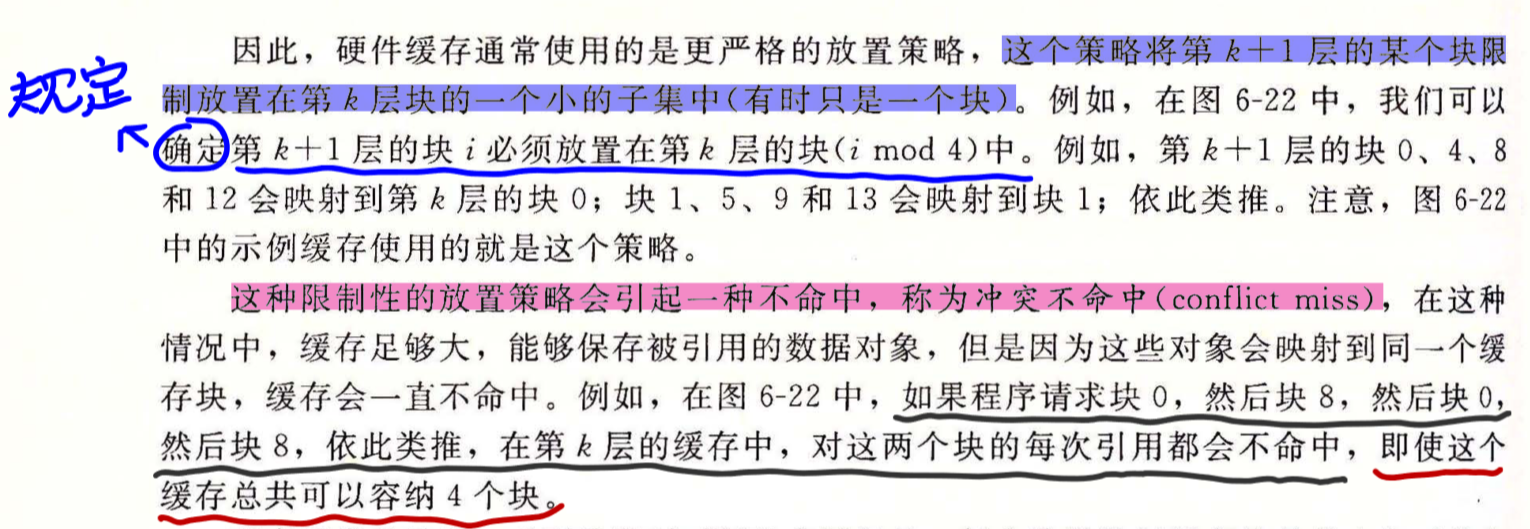 因此，硬件缓存通常使用的是更严格的放置策略，这个策略将第 k+1 层的某个块限
规定
制放置在第 k 层块的一个小的子集中(有时只是一个块)。例如，在图 6-22 中，我们可以
确定第 k+1 层的块 i 必须放置在第 k 层的块(i mod 4)中。例如，第 k+1 层的块 0、4、8
和 12 会映射到第 k 层的块 0；块 1、5、9 和 13 会映射到块 1；依此类推。注意，图 6-22
中的示例缓存使用的就是这个策略。
这种限制性的放置策略会引起一种不命中，称为冲突不命中(conflict miss)，在这种
情况中，缓存足够大，能够保存被引用的数据对象，但是因为这些对象会映射到同一个缓
存块，缓存会一直不命中。例如，在图 6-22 中，如果程序请求块 0，然后块 8，然后块 0，
然后块 8，依此类推，在第 k 层的缓存中，对这两个块的每次引用都会不命中，即使这个
缓存总共可以容纳 4 个块。